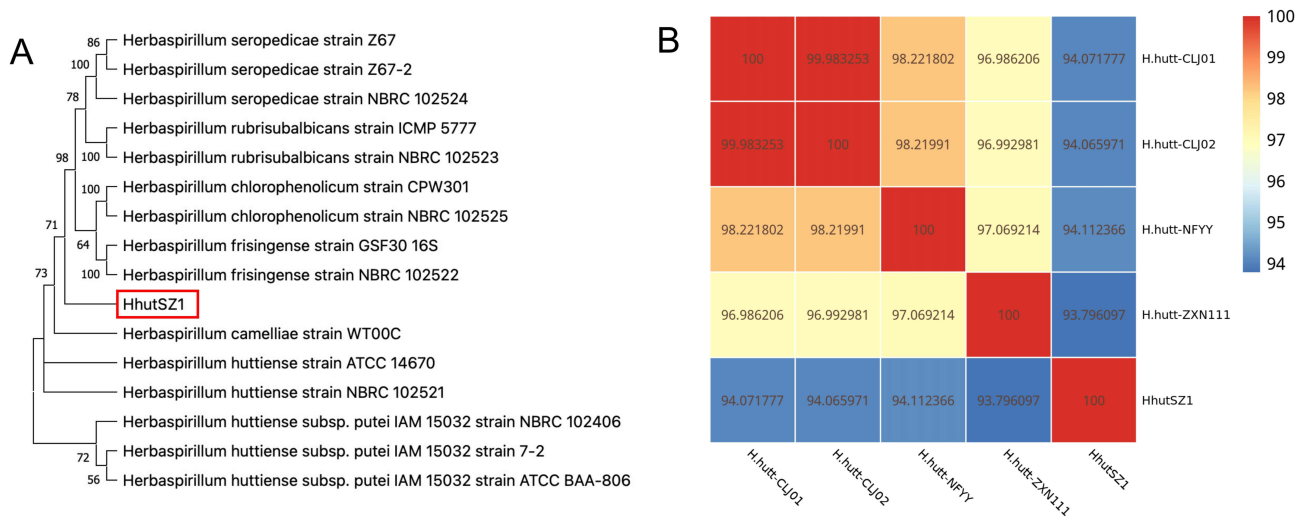 A
86
Herbaspirillum seropedicae strain Z67
100
Herbaspirillum seropedicae strain Z67-2
78
Herbaspirillum seropedicae strain NBRC 102524
Herbaspirillum rubrisubalbicans strain ICMP 5777
98
100
Herbaspirillum rubrisubalbicans strain NBRC 102523
100
Herbaspirillum chlorophenolicum strain CPW301
Herbaspirillum chlorophenolicum strain NBRC 102525
71
64
Herbaspirillum frisingense strain GSF30 16S
73
100
Herbaspirillum frisingense strain NBRC 102522
HhutSZ1
Herbaspirillum camelliae strain WT00C
Herbaspirillum huttiense strain ATCC 14670
Herbaspirillum huttiense strain NBRC 102521
Herbaspirillum huttiense subsp. putei IAM 15032 strain NBRC 102406
72
Herbaspirillum huttiense subsp. putei IAM 15032 strain 7-2
56
Herbaspirillum huttiense subsp. putei IAM 15032 strain ATCC BAA-806
B
100 99.983253 98.221802 96.986206 94.071777 H.hutt-CLJ01
99.983253 100 98.21991 96.992981 94.065971 H.hutt-CLJ02
98.221802 98.21991 100 97.069214 94.112366 H.hutt-NFYY
96.986206 96.992981 97.069214 100 93.796097 H.hutt-ZXN111
94.071777 94.065971 94.112366 93.796097 100 HhutSZ1
H.hutt-CLJ01
H.hutt-CLJ02
H.hutt-NFYY
H.hutt-ZXN111
HhutSZ1
100
99
98
97
96
95
94